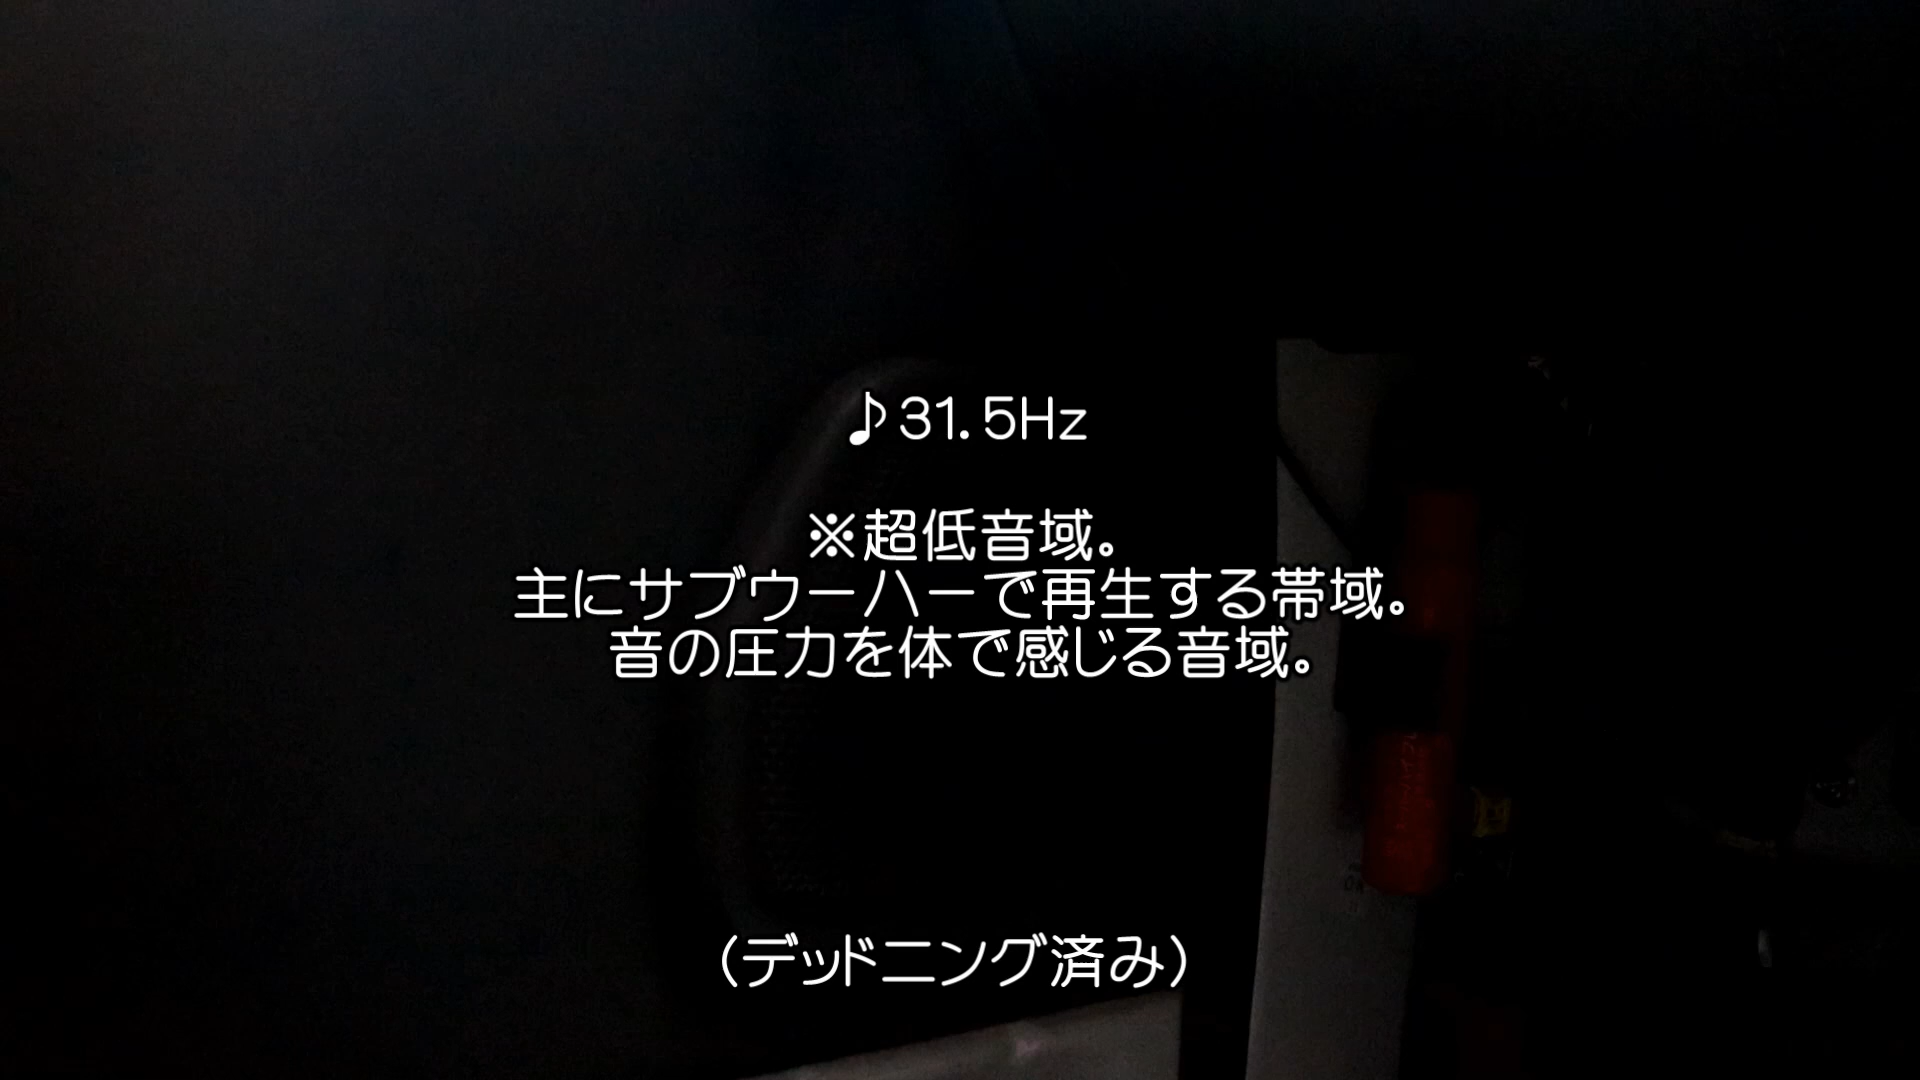 ♪31.5Hz
※超低音域。
主にサブウーハーで再生する帯域。
音の圧力を体で感じる音域。
（デッドニング済み）